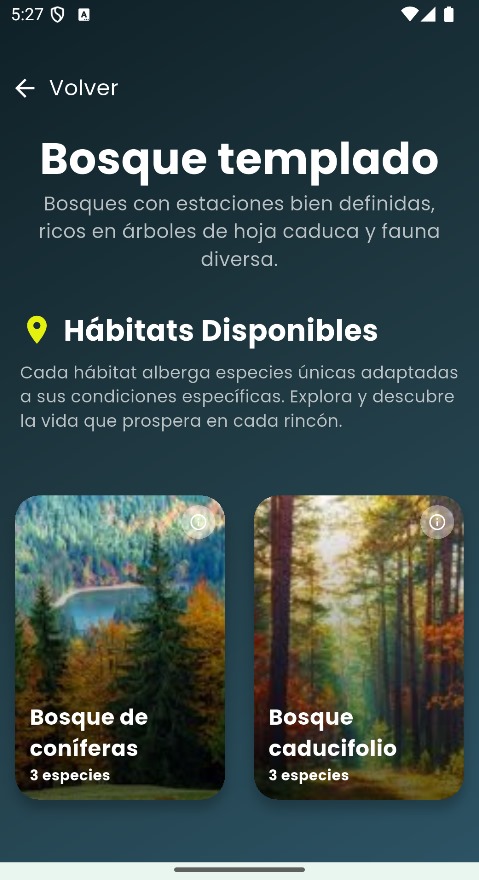 5:27
Volver
Bosque templado
Bosques con estaciones bien definidas,
ricos en árboles de hoja caduca y fauna
diversa.
Hábitats Disponibles
Cada hábitat alberga especies únicas adaptadas
a sus condiciones específicas. Explora y descubre
la vida que prospera en cada rincón.
Bosque de
coníferas
3 especies
Bosque
caducifolio
3 especies